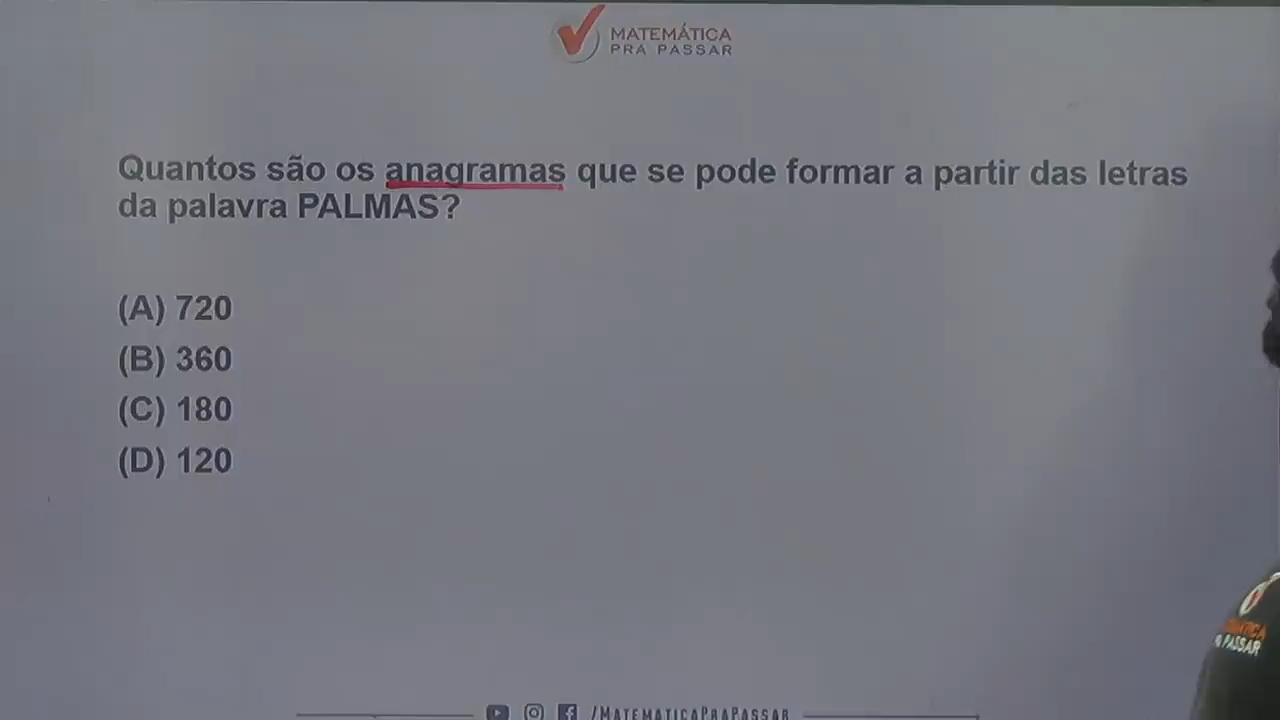 MATEMÁTICA
PRA PASSAR
Quantos são os anagramas que se pode formar a partir das letras
da palavra PALMAS?
(A) 720
(B) 360
(C) 180
(D) 120
PASSAR
/MATEMATICAPRAPASSAR